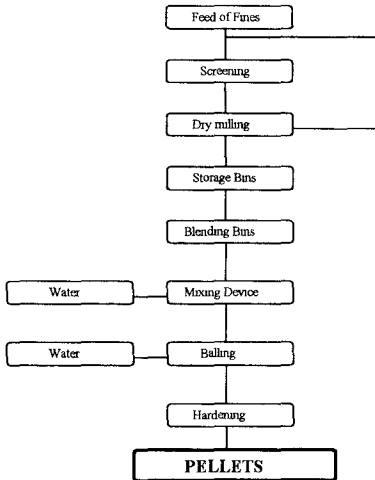 Feed of Fines
Screening
Dry milling
Storage Bins
Blending Bins
Water
Mixing Device
Water
Balling
Hardening
PELLETS